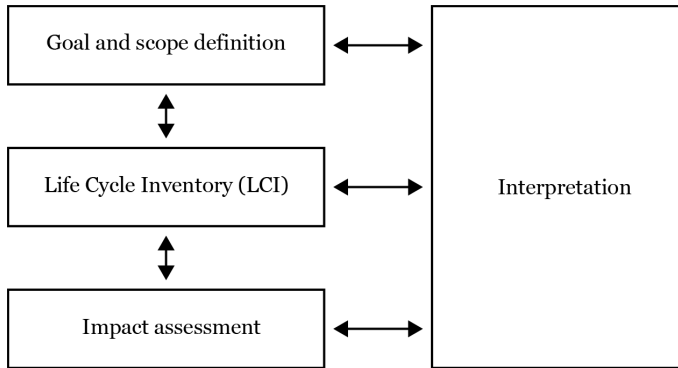 Goal and scope definition
Life Cycle Inventory (LCI)
Interpretation
Impact assessment